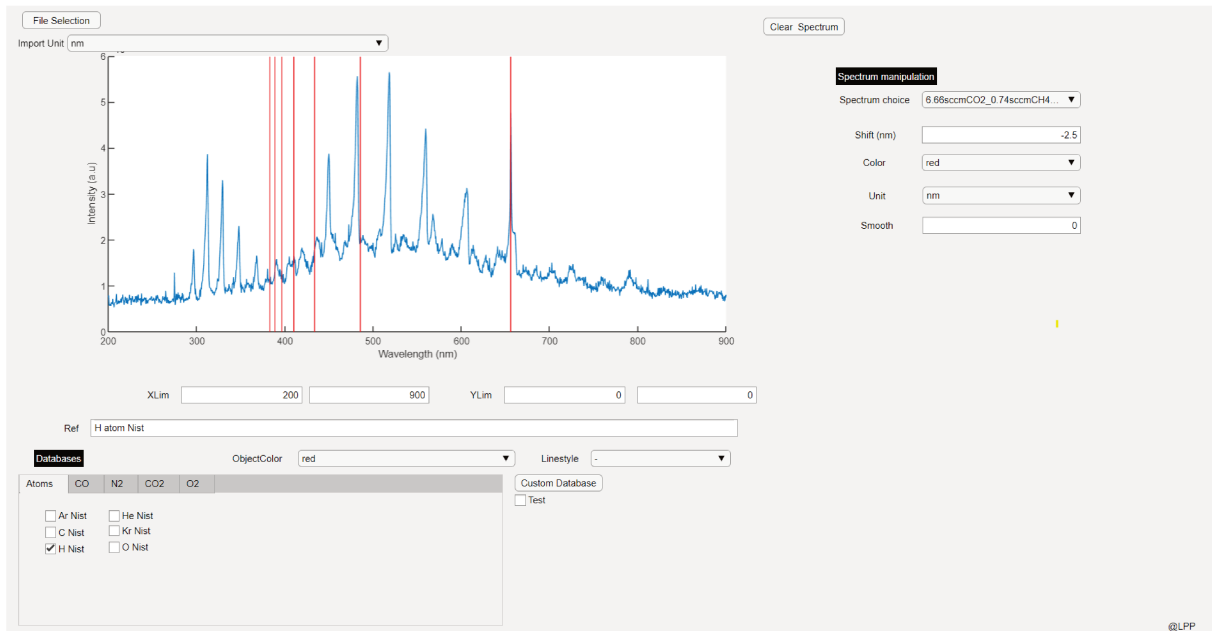 File Selection
Clear Spectrum
Import Unit nm
6
5
4
3
2
1
0
Intensity (a.u)
200 300 400 500 600 700 800 900
Wavelength (nm)
Spectrum manipulation
Spectrum choice 6.66sccmCO2_0.74sccmCH4...
Shift (nm) -2.5
Color red
Unit nm
Smooth 0
XLim 200 900 YLim 0 0
Ref H atom Nist
Databases ObjectColor red Linestyle -
Atoms CO N2 CO2 O2 Custom Database
Test
Ar Nist He Nist
C Nist Kr Nist
H Nist O Nist
@LPP